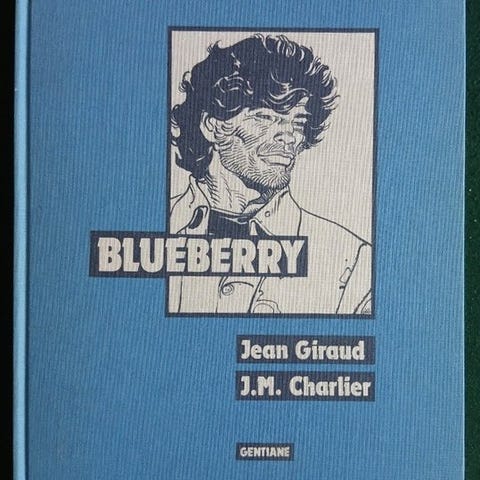 BLUEBERRY
Jean Giraud
J.M. Charlier
GENTIANE